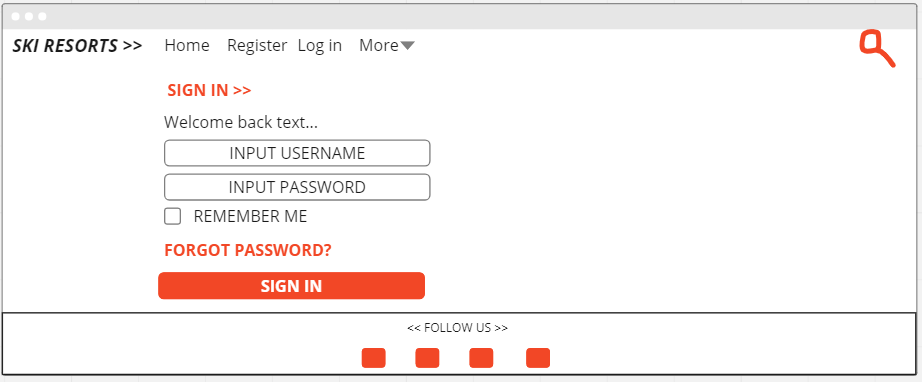 SKI RESORTS >> Home Register Log in More
SIGN IN >>
Welcome back text...
INPUT USERNAME
INPUT PASSWORD
REMEMBER ME
FORGOT PASSWORD?
SIGN IN
<< FOLLOW US >>